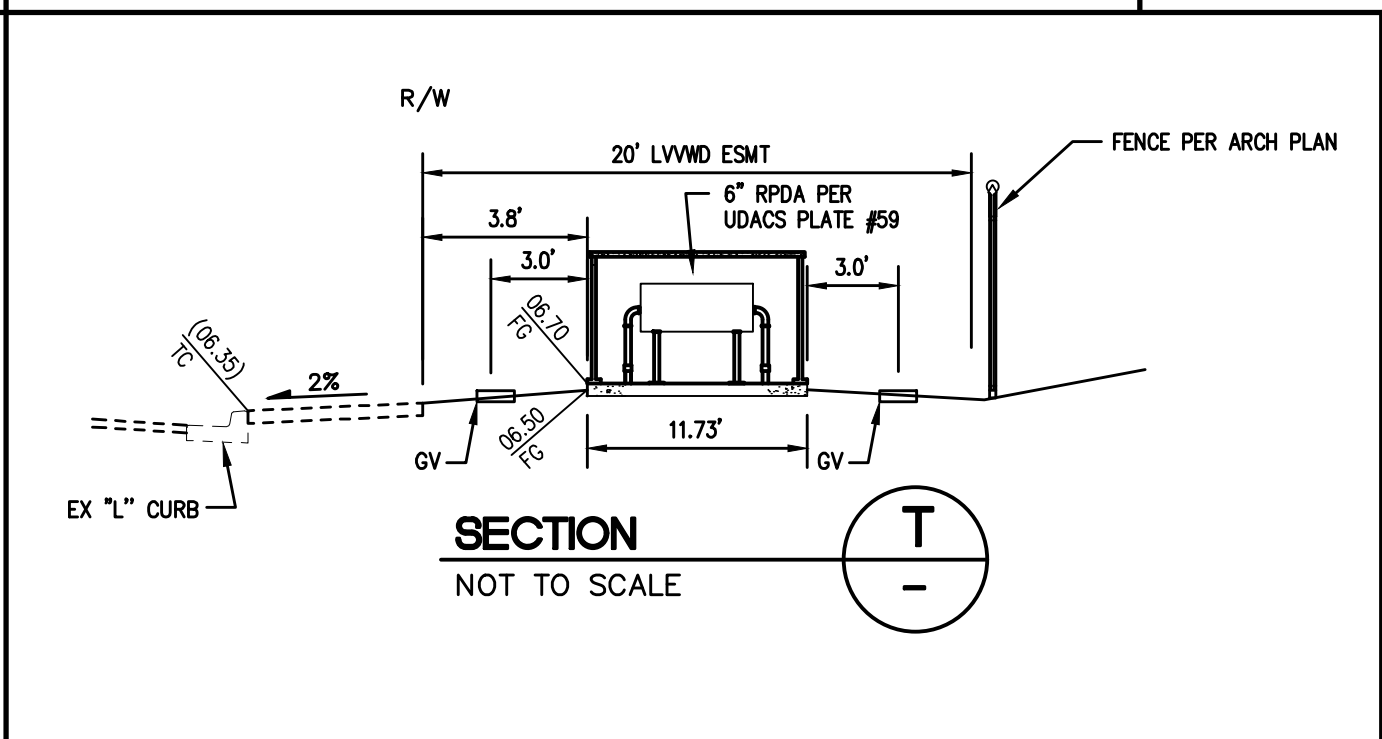 R/W
20' LVVWD ESMT
FENCE PER ARCH PLAN
6" RPDA PER
UDACS PLATE #59
3.8'
3.0'
3.0'
06.70
FG
(06.35)
TC
2%
06.50
FG
11.73'
GV
GV
EX "L" CURB
SECTION
NOT TO SCALE
T
-